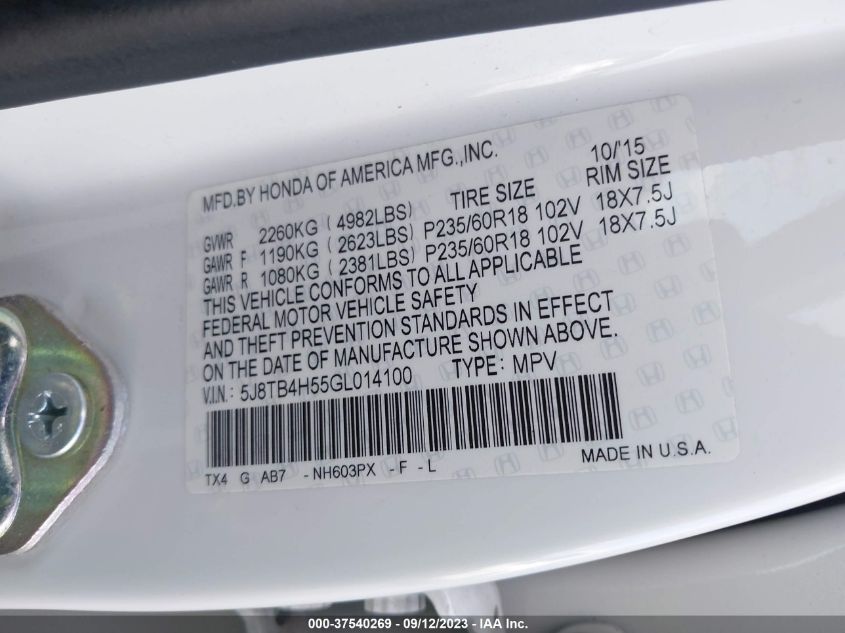 MFD.BY HONDA OF AMERICA MFG.,INC. 10/'15
TIRE SIZE RIM SIZE
GVWR 2260KG (4982LBS)
GAWR F 1190KG (2623LBS) P235/60R18 102V 18X7.5J
GAWR R 1080KG (2381LBS) P235/60R18 102V 18X7.5J
THIS VEHICLE CONFORMS TO ALL APPLICABLE
FEDERAL MOTOR VEHICLE SAFETY
AND THEFT PREVENTION STANDARDS IN EFFECT
ON THE DATE OF MANUFACTURE SHOWN ABOVE.
V.I.N: 5J8TB4H55GL014100 TYPE: MPV
TX4 G AB7 -NH603PX -F -L MADE IN U.S.A.
000-37540269 - 09/12/2023 - IAA Inc.